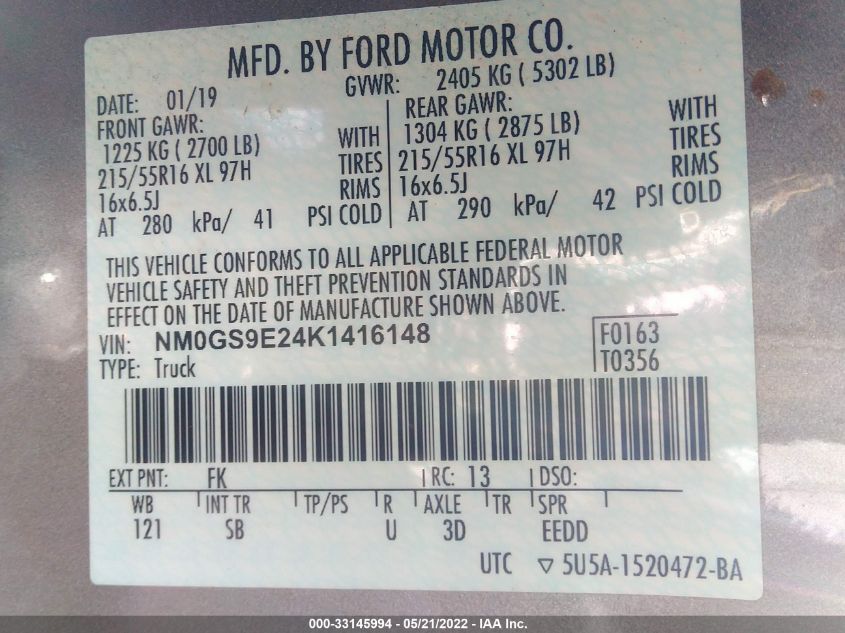 MFD. BY FORD MOTOR CO.
DATE: 01/19 GVWR: 2405 KG ( 5302 LB)
FRONT GAWR: REAR GAWR:
1225 KG ( 2700 LB) WITH 1304 KG ( 2875 LB) WITH
215/55R16 XL 97H TIRES 215/55R16 XL 97H TIRES
16x6.5J RIMS 16x6.5J RIMS
AT 280 kPa/ 41 PSI COLD AT 290 kPa/ 42 PSI COLD
THIS VEHICLE CONFORMS TO ALL APPLICABLE FEDERAL MOTOR
VEHICLE SAFETY AND THEFT PREVENTION STANDARDS IN
EFFECT ON THE DATE OF MANUFACTURE SHOWN ABOVE.
VIN: NM0GS9E24K1416148 F0163
TYPE: Truck T0356
EXT PNT: FK RC: 13 DSO:
WB INT TR TP/PS R AXLE TR SPR
121 SB U 3D EEDD
UTC ▽ 5U5A-1520472-BA
000-33145994 - 05/21/2022 - IAA Inc.